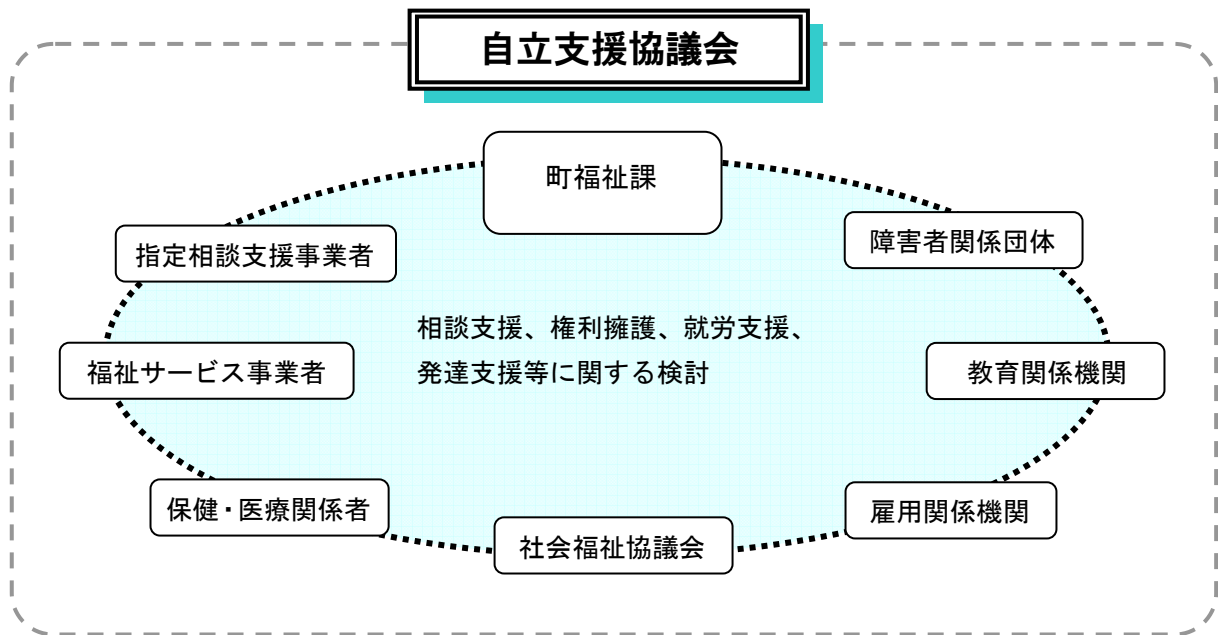 自立支援協議会
町福祉課
指定相談支援事業者
障害者関係団体
相談支援、権利擁護、就労支援、
発達支援等に関する検討
福祉サービス事業者
教育関係機関
保健・医療関係者
雇用関係機関
社会福祉協議会